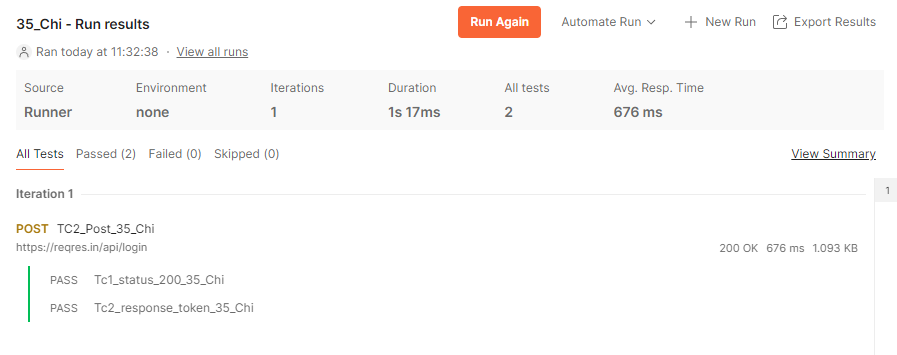 35_Chi - Run results
Run Again
Automate Run
New Run
Export Results
Ran today at 11:32:38 · View all runs
Source Environment Iterations Duration All tests Avg. Resp. Time
Runner none 1 1s 17ms 2 676 ms
All Tests Passed (2) Failed (0) Skipped (0) View Summary
Iteration 1
1
POST TC2_Post_35_Chi
https://reqres.in/api/login 200 OK 676 ms 1.093 KB
PASS Tc1_status_200_35_Chi
PASS Tc2_response_token_35_Chi